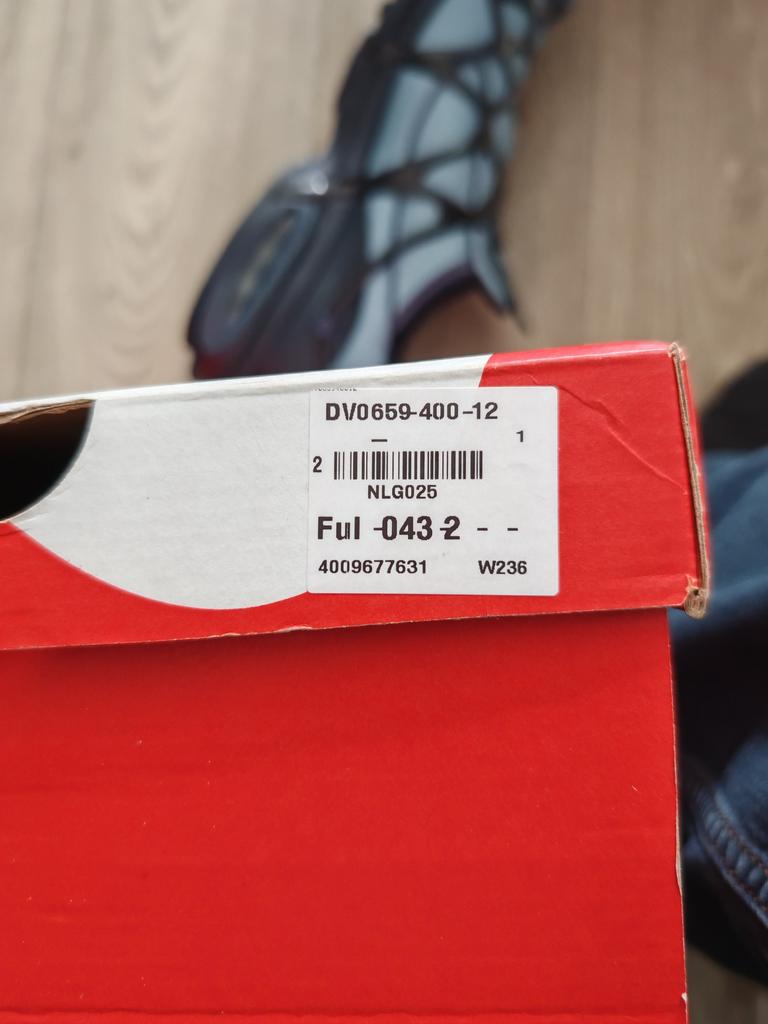 DV0659-400-12
- 1
2
NLG025
Ful -043 2 - -
4009677631 W236